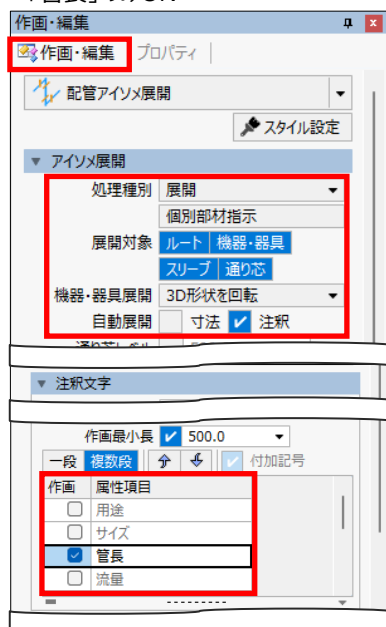 作画・編集
作画・編集 プロパティ
配管アイソメ展開
スタイル設定
アイソメ展開
処理種別 展開
個別部材指示
展開対象 ルート 機器・器具
スリーブ 通り芯
機器・器具展開 3D形状を回転
自動展開 寸法 注釈
注釈文字
作画最小長 500.0
一段 複数段 付加記号
作画 属性項目
用途
サイズ
管長
流量